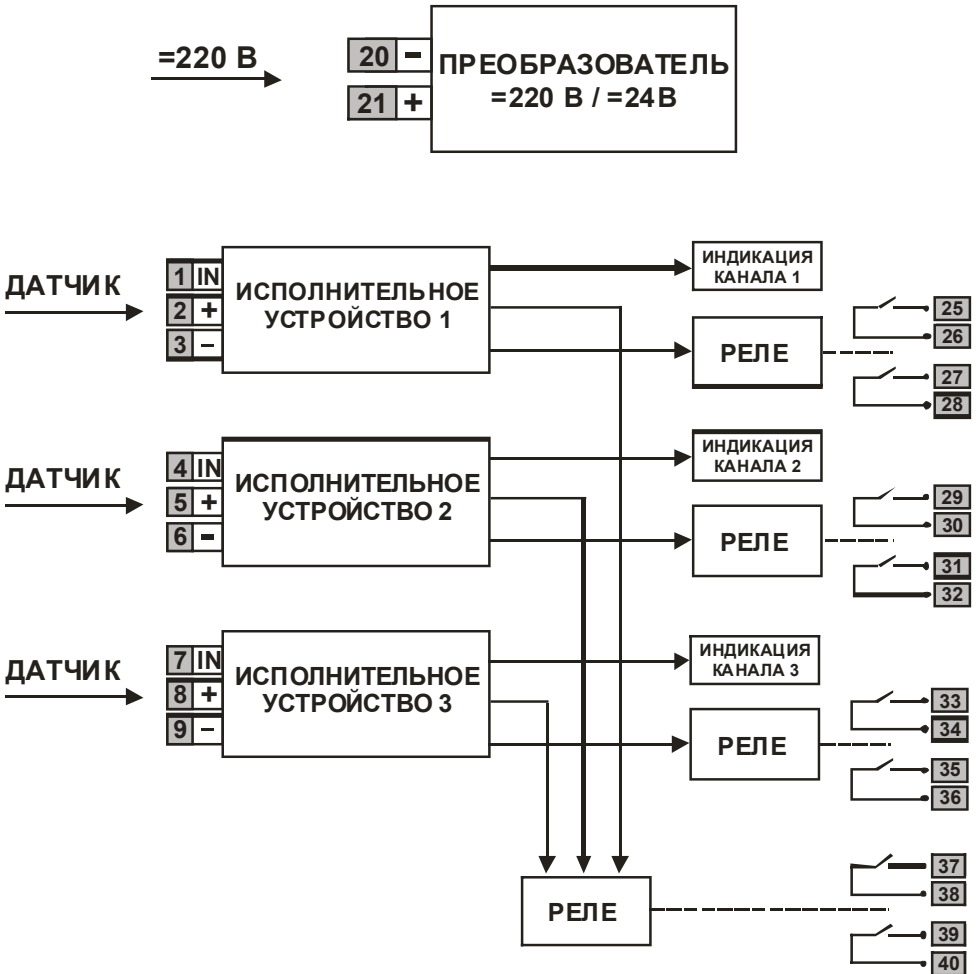 =220 В
20 –
21 +
ПРЕОБРАЗОВАТЕЛЬ
=220 В / =24В
ДАТЧИК
1 IN
2 +
3 –
ИСПОЛНИТЕЛЬНОЕ
УСТРОЙСТВО 1
ИНДИКАЦИЯ
КАНАЛА 1
РЕЛЕ
25
26
27
28
ДАТЧИК
4 IN
5 +
6 –
ИСПОЛНИТЕЛЬНОЕ
УСТРОЙСТВО 2
ИНДИКАЦИЯ
КАНАЛА 2
РЕЛЕ
29
30
31
32
ДАТЧИК
7 IN
8 +
9 –
ИСПОЛНИТЕЛЬНОЕ
УСТРОЙСТВО 3
ИНДИКАЦИЯ
КАНАЛА 3
РЕЛЕ
33
34
35
36
РЕЛЕ
37
38
39
40